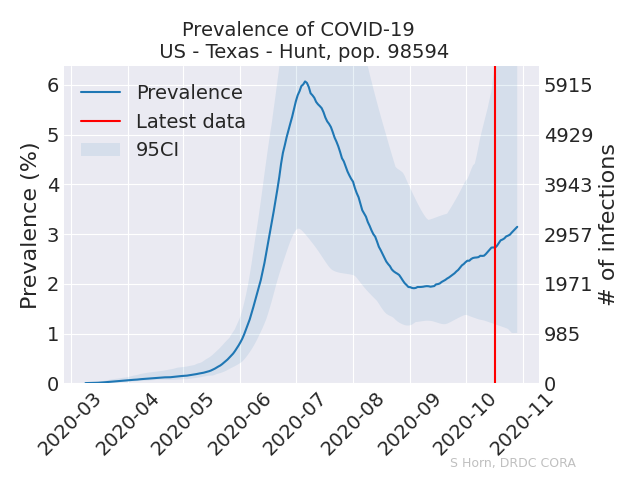 Prevalence of COVID-19
US - Texas - Hunt, pop. 98594
Prevalence
Latest data
95CI
Prevalence (%)
6
5
4
3
2
1
0
5915
4929
3943
2957
1971
985
0
# of infections
2020-03
2020-04
2020-05
2020-06
2020-07
2020-08
2020-09
2020-10
2020-11
S Horn, DRDC CORA